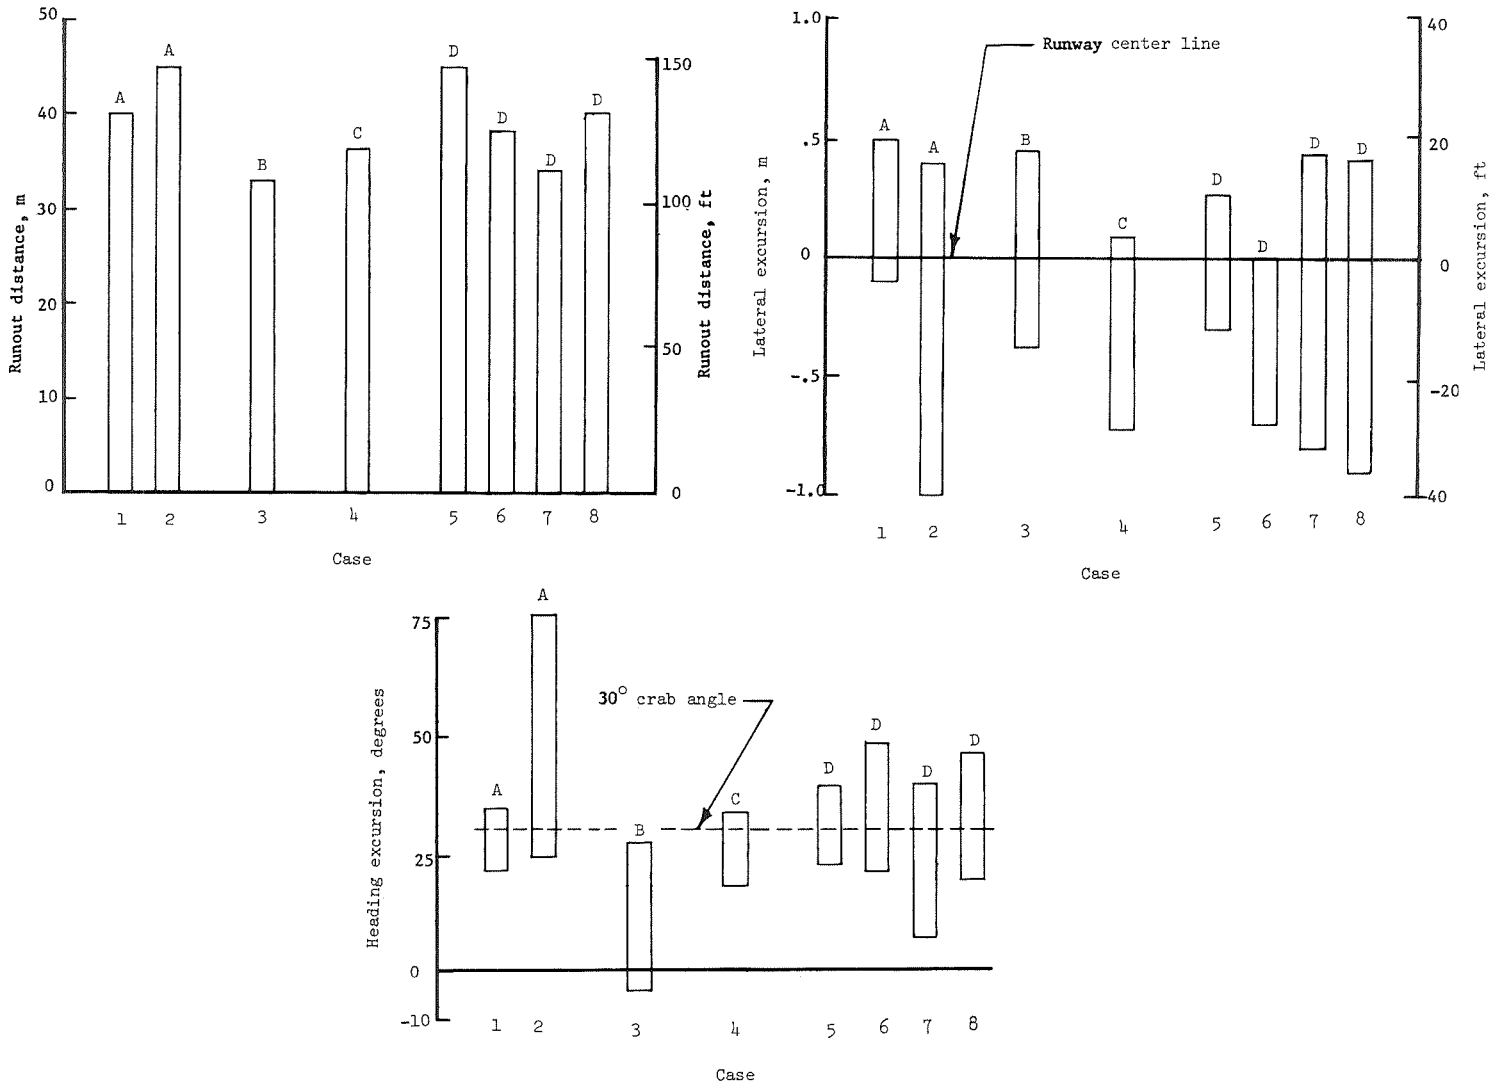 50
40
30
20
10
0
Runout distance, m
A
A
B
C
D
D
D
D
150
100
50
0
Runout distance, ft
1 2 3 4 5 6 7 8
Case
1.0
.5
0
-.5
-1.0
Lateral excursion, m
Runway center line
A
A
B
C
D
D
D
D
40
20
0
-20
-40
Lateral excursion, ft
1 2 3 4 5 6 7 8
Case
75
50
25
0
-10
Heading excursion, degrees
30° crab angle
A
A
B
C
D
D
D
D
1 2 3 4 5 6 7 8
Case